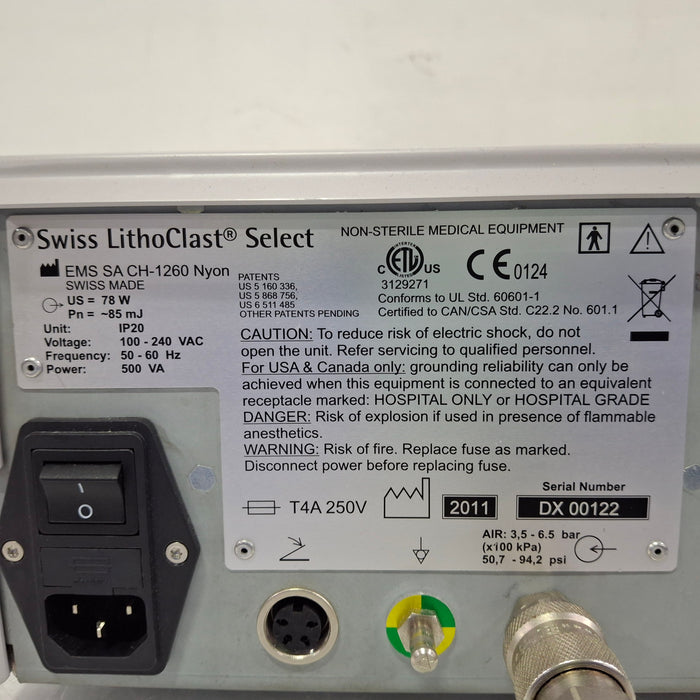 Swiss LithoClast® Select
NON-STERILE MEDICAL EQUIPMENT
EMS SA CH-1260 Nyon
SWISS MADE
US = 78 W
Pn = ~85 mJ
Unit: IP20
Voltage: 100 - 240 VAC
Frequency: 50 - 60 Hz
Power: 500 VA
PATENTS
US 5 160 336,
US 5 868 756,
US 6 511 485
OTHER PATENTS PENDING
C ETL US
INTERTEK
3129271
CE 0124
Conforms to UL Std. 60601-1
Certified to CAN/CSA Std. C22.2 No. 601.1
CAUTION: To reduce risk of electric shock, do not
open the unit. Refer servicing to qualified personnel.
For USA & Canada only: grounding reliability can only be
achieved when this equipment is connected to an equivalent
receptacle marked: HOSPITAL ONLY or HOSPITAL GRADE
DANGER: Risk of explosion if used in presence of flammable
anesthetics.
WARNING: Risk of fire. Replace fuse as marked.
Disconnect power before replacing fuse.
T4A 250V
2011
Serial Number
DX 00122
AIR: 3,5 - 6.5 bar
(x100 kPa)
50,7 - 94,2 psi
I
O